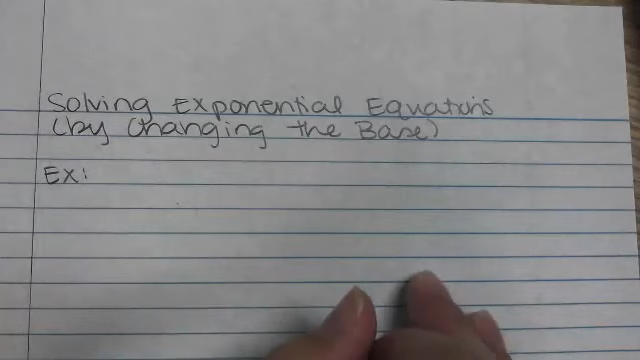 Solving Exponential Equations
(by Changing the Base)
Ex: